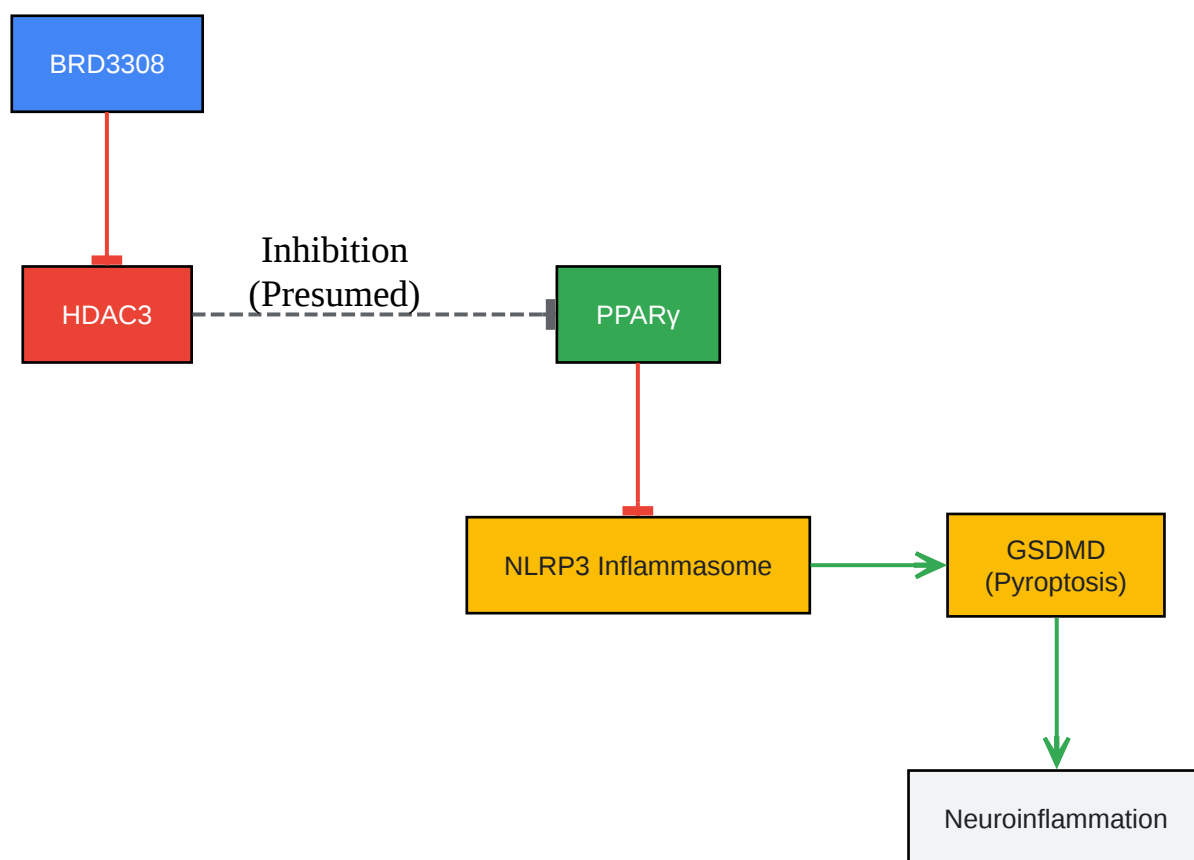 BRD3308
Inhibition
(Presumed)
HDAC3
PPARγ
NLRP3 Inflammasome
GSDMD
(Pyroptosis)
Neuroinflammation